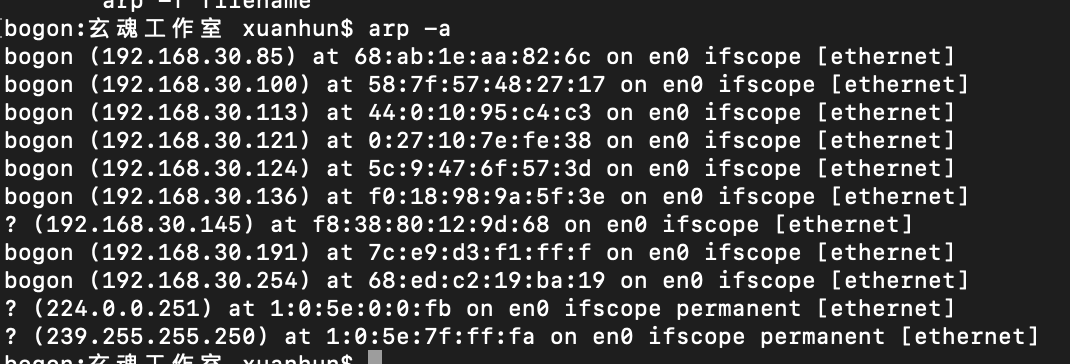 arp -f filename
[bogon:玄魂工作室 xuanhun$ arp -a
bogon (192.168.30.85) at 68:ab:1e:aa:82:6c on en0 ifscope [ethernet]
bogon (192.168.30.100) at 58:7f:57:48:27:17 on en0 ifscope [ethernet]
bogon (192.168.30.113) at 44:0:10:95:c4:c3 on en0 ifscope [ethernet]
bogon (192.168.30.121) at 0:27:10:7e:fe:38 on en0 ifscope [ethernet]
bogon (192.168.30.124) at 5c:9:47:6f:57:3d on en0 ifscope [ethernet]
bogon (192.168.30.136) at f0:18:98:9a:5f:3e on en0 ifscope [ethernet]
? (192.168.30.145) at f8:38:80:12:9d:68 on en0 ifscope [ethernet]
bogon (192.168.30.191) at 7c:e9:d3:f1:ff:f on en0 ifscope [ethernet]
bogon (192.168.30.254) at 68:ed:c2:19:ba:19 on en0 ifscope [ethernet]
? (224.0.0.251) at 1:0:5e:0:0:fb on en0 ifscope permanent [ethernet]
? (239.255.255.250) at 1:0:5e:7f:ff:fa on en0 ifscope permanent [ethernet]
bogon:玄魂工作室 xuanhun$